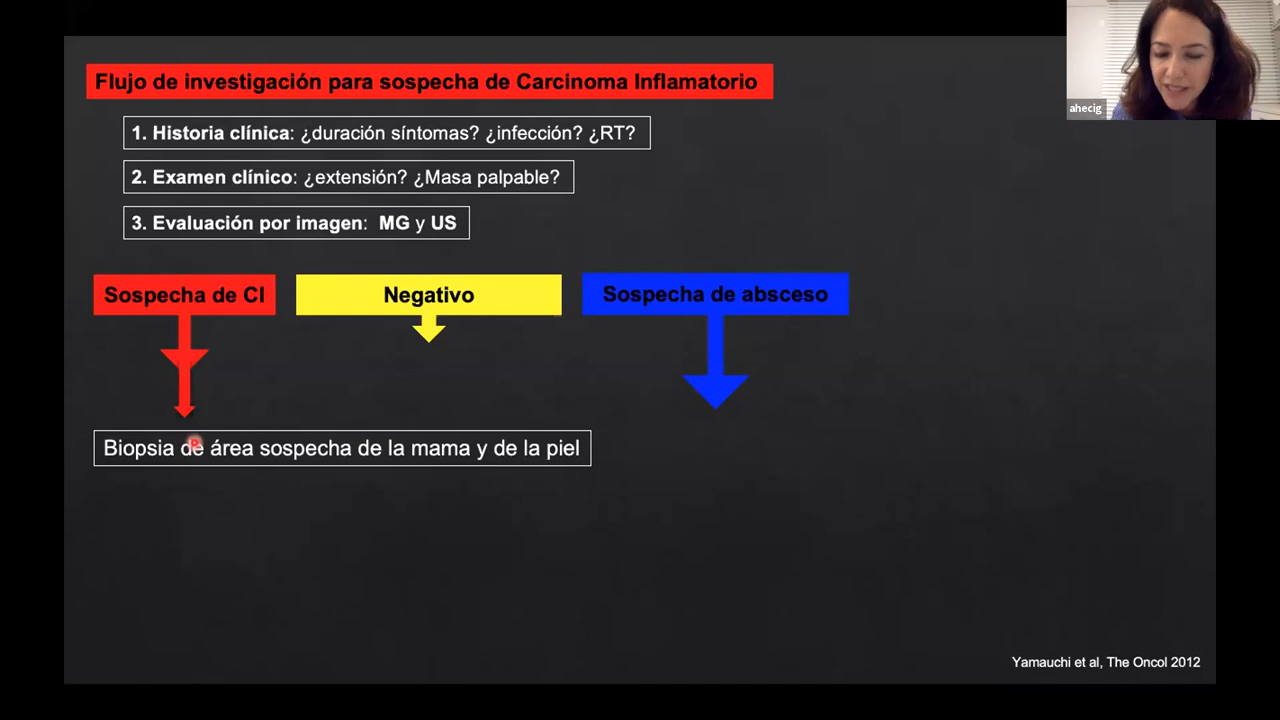 Flujo de investigación para sospecha de Carcinoma Inflamatorio
ahecig
1. Historia clínica: ¿duración síntomas? ¿infección? ¿RT?
2. Examen clínico: ¿extensión? ¿Masa palpable?
3. Evaluación por imagen: MG y US
Sospecha de CI
Negativo
Sospecha de absceso
Biopsia de área sospecha de la mama y de la piel
Yamauchi et al, The Oncol 2012